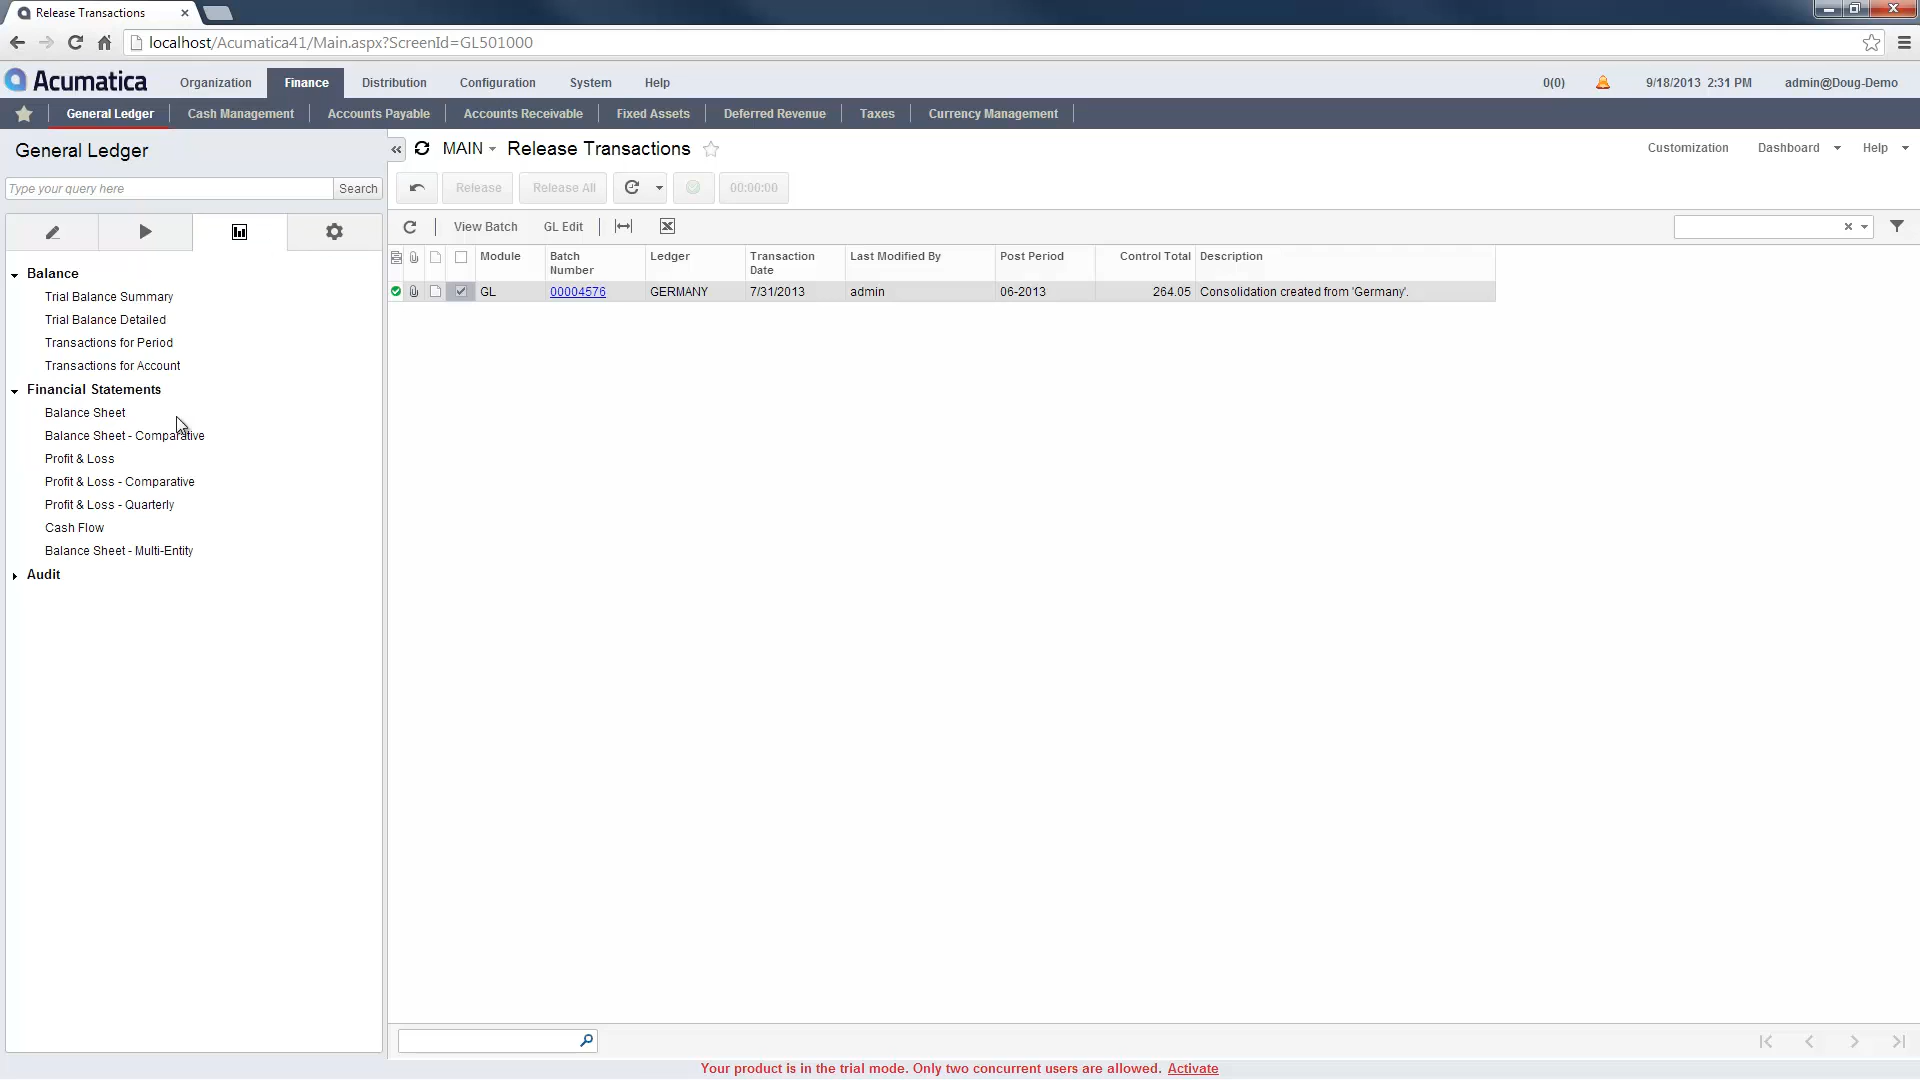 Release Transactions
localhost/Acumatica41/Main.aspx?ScreenId=GL501000
Acumatica Organization Finance Distribution Configuration System Help 0(0) 9/18/2013 2:31 PM admin@Doug-Demo
General Ledger Cash Management Accounts Payable Accounts Receivable Fixed Assets Deferred Revenue Taxes Currency Management
General Ledger
Type your query here Search
Balance
Trial Balance Summary
Trial Balance Detailed
Transactions for Period
Transactions for Account
Financial Statements
Balance Sheet
Balance Sheet - Comparative
Profit & Loss
Profit & Loss - Comparative
Profit & Loss - Quarterly
Cash Flow
Balance Sheet - Multi-Entity
Audit
MAIN Release Transactions Customization Dashboard Help
Release Release All 00:00:00
View Batch GL Edit
Module Batch Number Ledger Transaction Date Last Modified By Post Period Control Total Description
GL 00004576 GERMANY 7/31/2013 admin 06-2013 264.05 Consolidation created from 'Germany'.
Your product is in the trial mode. Only two concurrent users are allowed. Activate